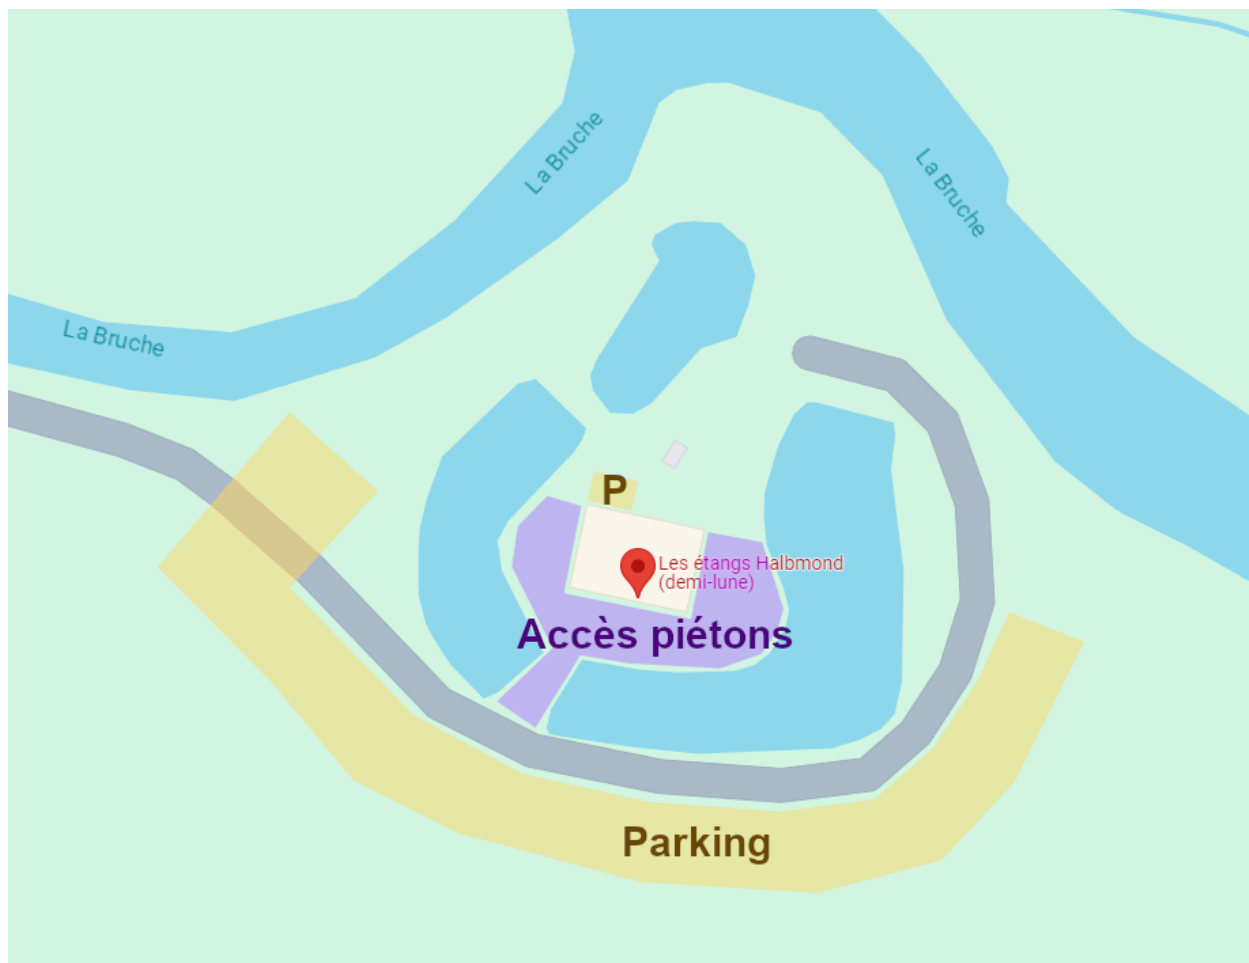 La Bruche
La Bruche
La Bruche
P
Les étangs Halbmond
(demi-lune)
Accès piétons
Parking